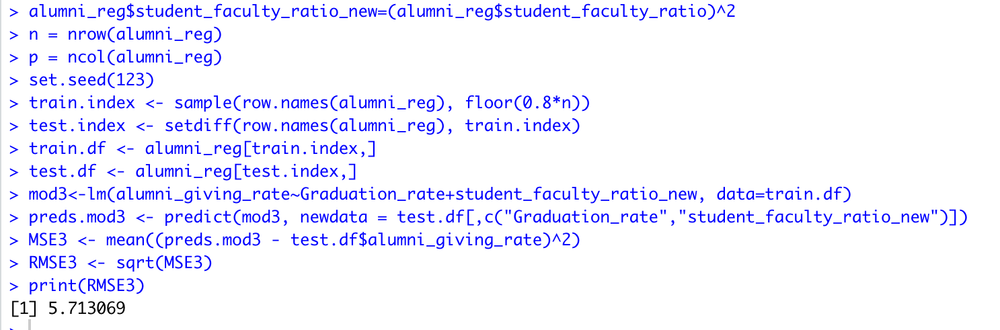 > alumni_reg$student_faculty_ratio_new=(alumni_reg$student_faculty_ratio)^2
> n = nrow(alumni_reg)
> p = ncol(alumni_reg)
> set.seed(123)
> train.index <- sample(row.names(alumni_reg), floor(0.8*n))
> test.index <- setdiff(row.names(alumni_reg), train.index)
> train.df <- alumni_reg[train.index,]
> test.df <- alumni_reg[test.index,]
> mod3<-lm(alumni_giving_rate~Graduation_rate+student_faculty_ratio_new, data=train.df)
> preds.mod3 <- predict(mod3, newdata = test.df[,c("Graduation_rate","student_faculty_ratio_new")])
> MSE3 <- mean((preds.mod3 - test.df$alumni_giving_rate)^2)
> RMSE3 <- sqrt(MSE3)
> print(RMSE3)
[1] 5.713069
>